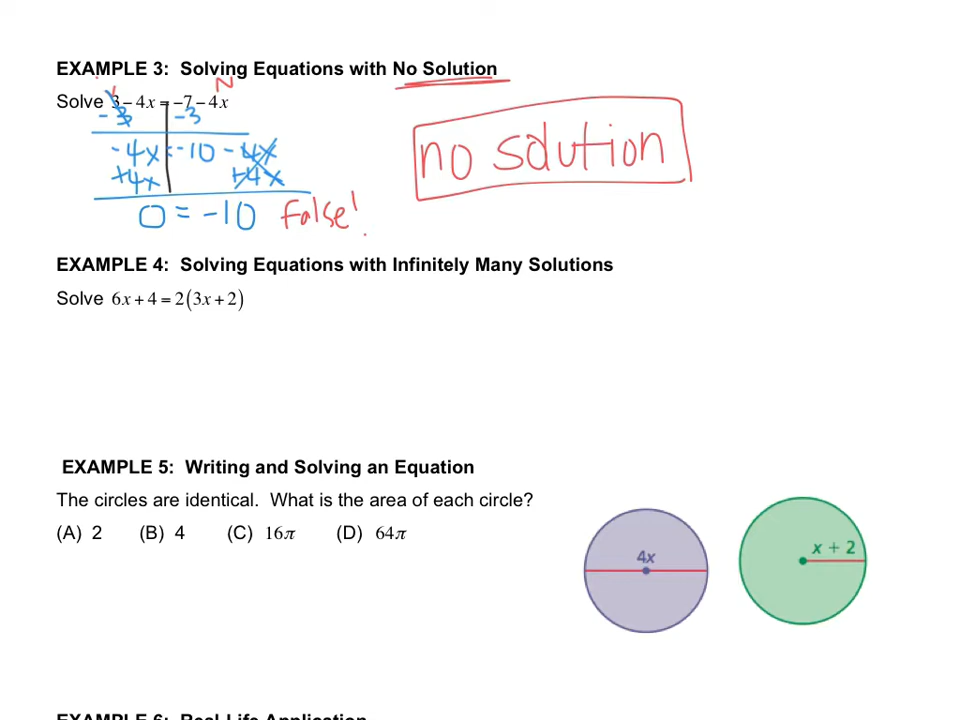 EXAMPLE 3: Solving Equations with No Solution
N
Solve 3 – 4x = –7 – 4x
-3 -3
-4x = -10 - 4x
+4x +4x
0 = -10 False!
no solution
EXAMPLE 4: Solving Equations with Infinitely Many Solutions
Solve 6x + 4 = 2(3x + 2)
EXAMPLE 5: Writing and Solving an Equation
The circles are identical. What is the area of each circle?
(A) 2 (B) 4 (C) 16π (D) 64π
4x
x + 2
EXAMPLE 6: Real-Life Application